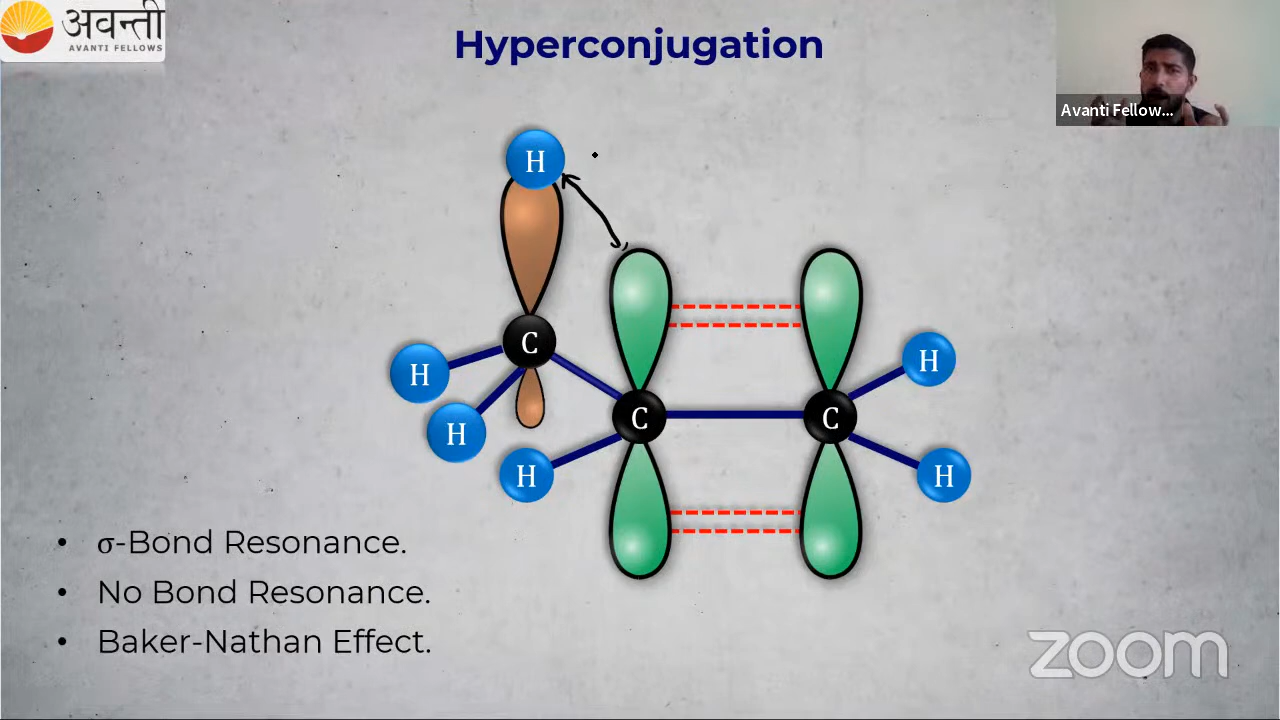 अवन्ती
AVANTI FELLOWS
Hyperconjugation
Avanti Fellow...
H
C
H
H
H
C
C
H
H
• σ-Bond Resonance.
• No Bond Resonance.
• Baker-Nathan Effect.
zoom